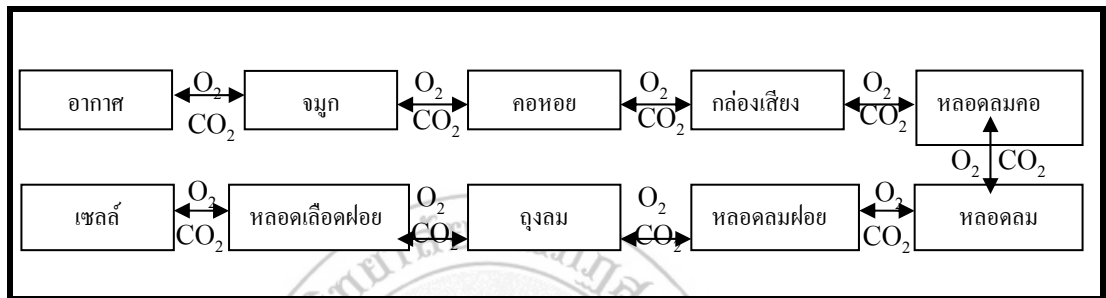 O₂ O₂ O₂ O₂
อากาศ จมูก คอหอย กล่องเสียง หลอดลมคอ
CO₂ CO₂ CO₂ CO₂
O₂ CO₂
O₂ O₂ O₂ O₂
เซลล์ หลอดเลือดฝอย ถุงลม หลอดลมฝอย หลอดลม
CO₂ CO₂ CO₂ CO₂